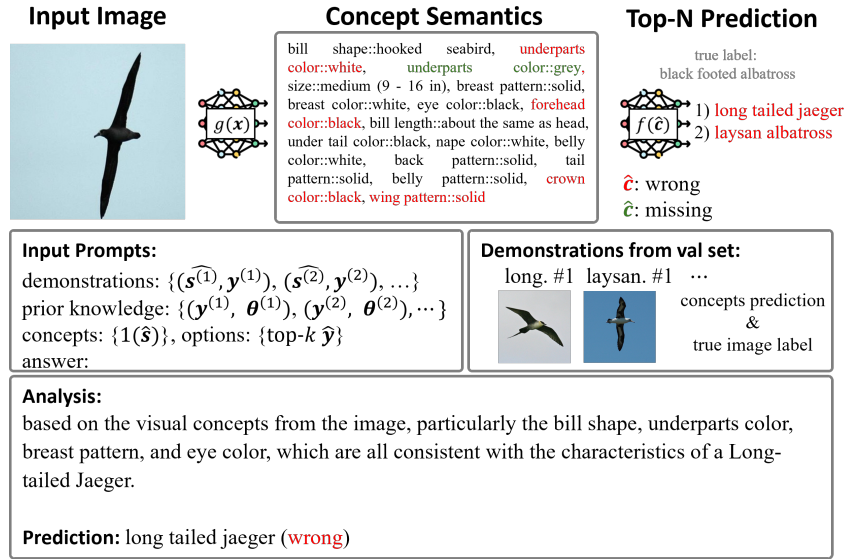 Input Image
Concept Semantics
Top-N Prediction
g(x)
bill shape::hooked seabird, underparts
color::white, underparts color::grey,
size::medium (9 - 16 in), breast pattern::solid,
breast color::white, eye color::black, forehead
color::black, bill length::about the same as head,
under tail color::black, nape color::white, belly
color::white, back pattern::solid, tail
pattern::solid, belly pattern::solid, crown
color::black, wing pattern::solid
true label:
black footed albatross
f(ĉ)
1) long tailed jaeger
2) laysan albatross
ĉ: wrong
ĉ: missing
Input Prompts:
demonstrations: {(ŝ⁽¹⁾, y⁽¹⁾), (ŝ⁽²⁾, y⁽²⁾), …}
prior knowledge: {(y⁽¹⁾, θ⁽¹⁾), (y⁽²⁾, θ⁽²⁾), ⋯}
concepts: {1(ŝ)}, options: {top-k ŷ}
answer:
Demonstrations from val set:
long. #1 laysan. #1 ⋯
concepts prediction
&
true image label
Analysis:
based on the visual concepts from the image, particularly the bill shape, underparts color,
breast pattern, and eye color, which are all consistent with the characteristics of a Long-
tailed Jaeger.
Prediction: long tailed jaeger (wrong)